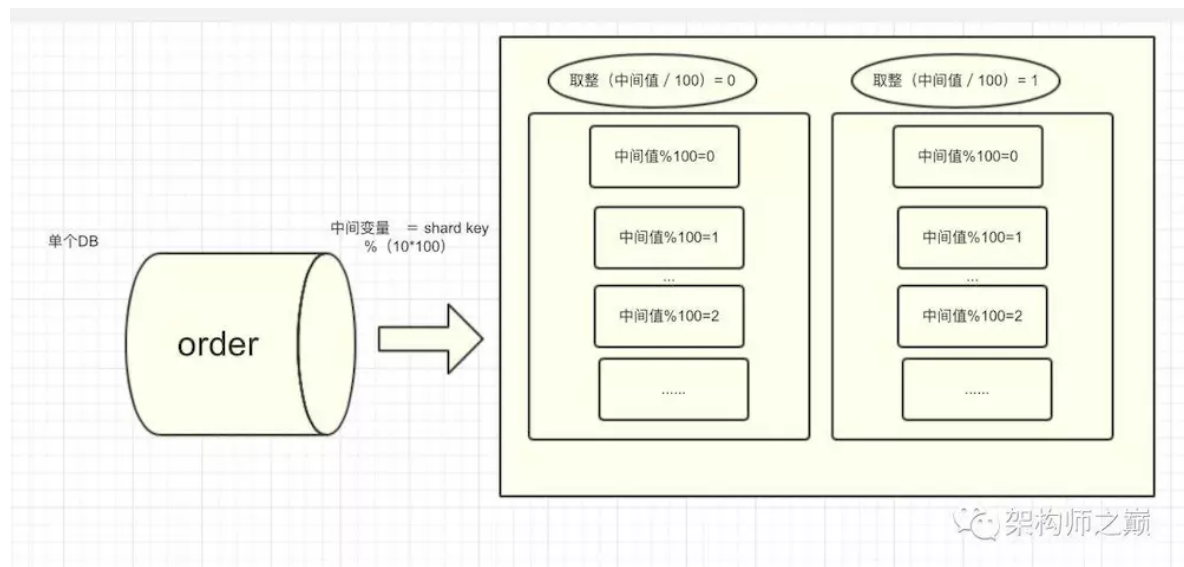 取整（中间值 / 100）= 0
取整（中间值 / 100）= 1
中间值%100=0
中间值%100=0
单个DB
中间变量 = shard key
%（10*100）
中间值%100=1
中间值%100=1
...
...
order
中间值%100=2
中间值%100=2
......
......
架构师之巅